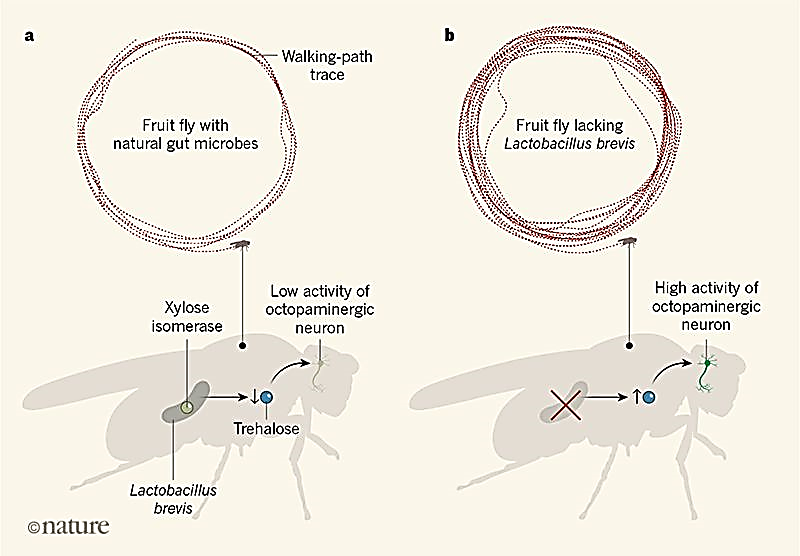 a
Walking-path
trace
Fruit fly with
natural gut microbes
Xylose
isomerase
Low activity of
octopaminergic
neuron
Trehalose
Lactobacillus
brevis
b
Fruit fly lacking
Lactobacillus brevis
High activity of
octopaminergic
neuron
©nature